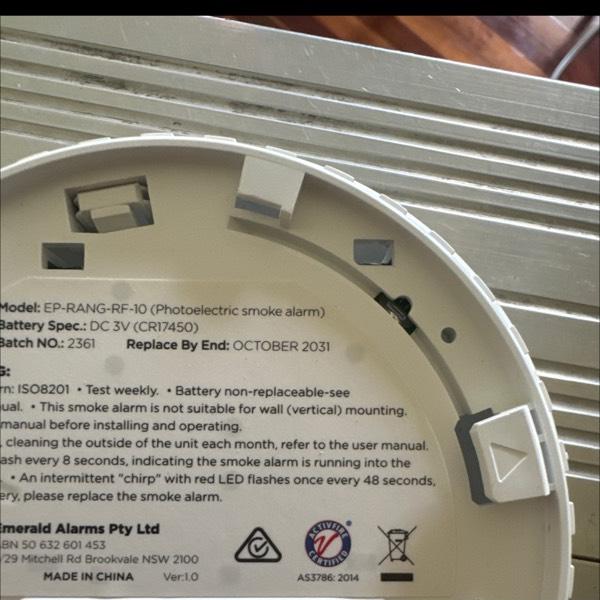 Model: EP-RANG-RF-10 (Photoelectric smoke alarm)
Battery Spec.: DC 3V (CR17450)
Batch NO.: 2361 Replace By End: OCTOBER 2031
G:
rn: ISO8201 • Test weekly. • Battery non-replaceable-see
ual. • This smoke alarm is not suitable for wall (vertical) mounting.
manual before installing and operating.
, cleaning the outside of the unit each month, refer to the user manual.
ash every 8 seconds, indicating the smoke alarm is running into the
. • An intermittent "chirp" with red LED flashes once every 48 seconds,
ery, please replace the smoke alarm.
Emerald Alarms Pty Ltd
ABN 50 632 601 453
/29 Mitchell Rd Brookvale NSW 2100
MADE IN CHINA Ver:1.0
ACTIVFIRE
CERTIFIED
AS3786: 2014